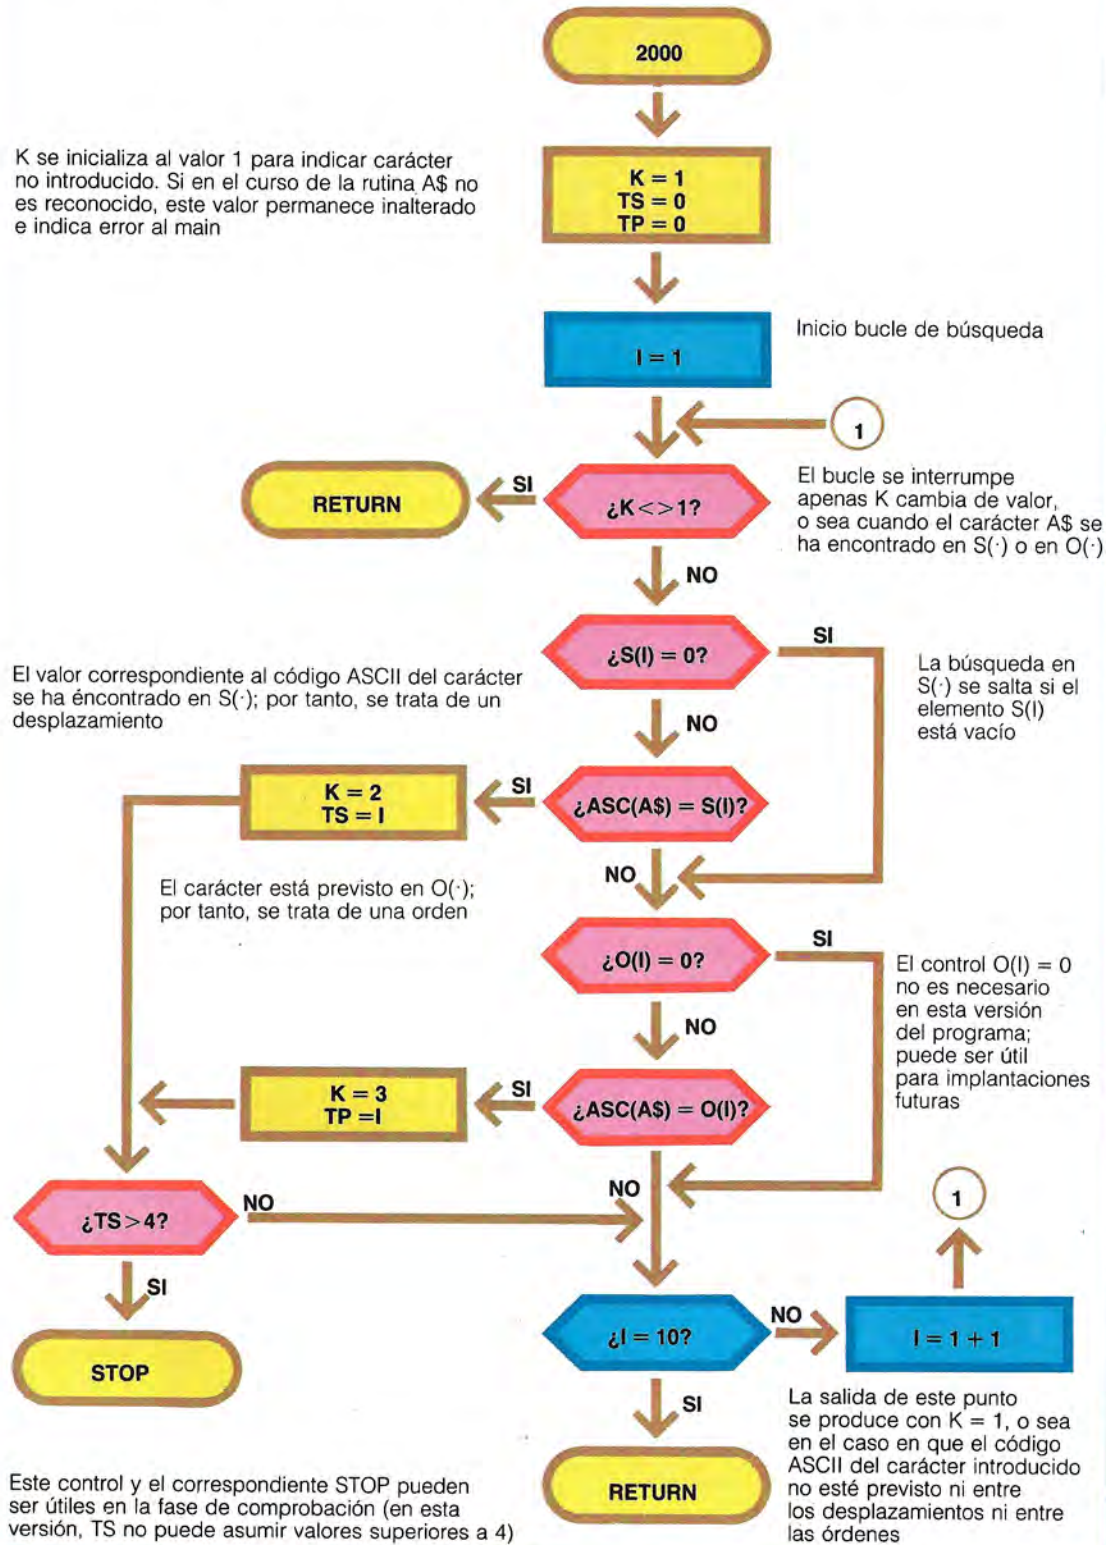 2000
K se inicializa al valor 1 para indicar carácter
no introducido. Si en el curso de la rutina A$ no
es reconocido, este valor permanece inalterado
e indica error al main
K = 1
TS = 0
TP = 0
Inicio bucle de búsqueda
I = 1
1
RETURN
SI
¿K<>1?
El bucle se interrumpe
apenas K cambia de valor,
o sea cuando el carácter A$ se
ha encontrado en S(·) o en O(·)
NO
¿S(I) = 0?
SI
El valor correspondiente al código ASCII del carácter
se ha éncontrado en S(·); por tanto, se trata de un
desplazamiento
La búsqueda en
S(·) se salta si el
elemento S(I)
está vacío
NO
K = 2
TS = I
SI
¿ASC(A$) = S(I)?
NO
El carácter está previsto en O(·);
por tanto, se trata de una orden
¿O(I) = 0?
SI
El control O(I) = 0
no es necesario
en esta versión
del programa;
puede ser útil
para implantaciones
futuras
NO
K = 3
TP =I
SI
¿ASC(A$) = O(I)?
NO
1
¿TS>4?
NO
SI
STOP
¿I = 10?
NO
I = 1 + 1
SI
RETURN
La salida de este punto
se produce con K = 1, o sea
en el caso en que el código
ASCII del carácter introducido
no esté previsto ni entre
los desplazamientos ni entre
las órdenes
Este control y el correspondiente STOP pueden
ser útiles en la fase de comprobación (en esta
versión, TS no puede asumir valores superiores a 4)